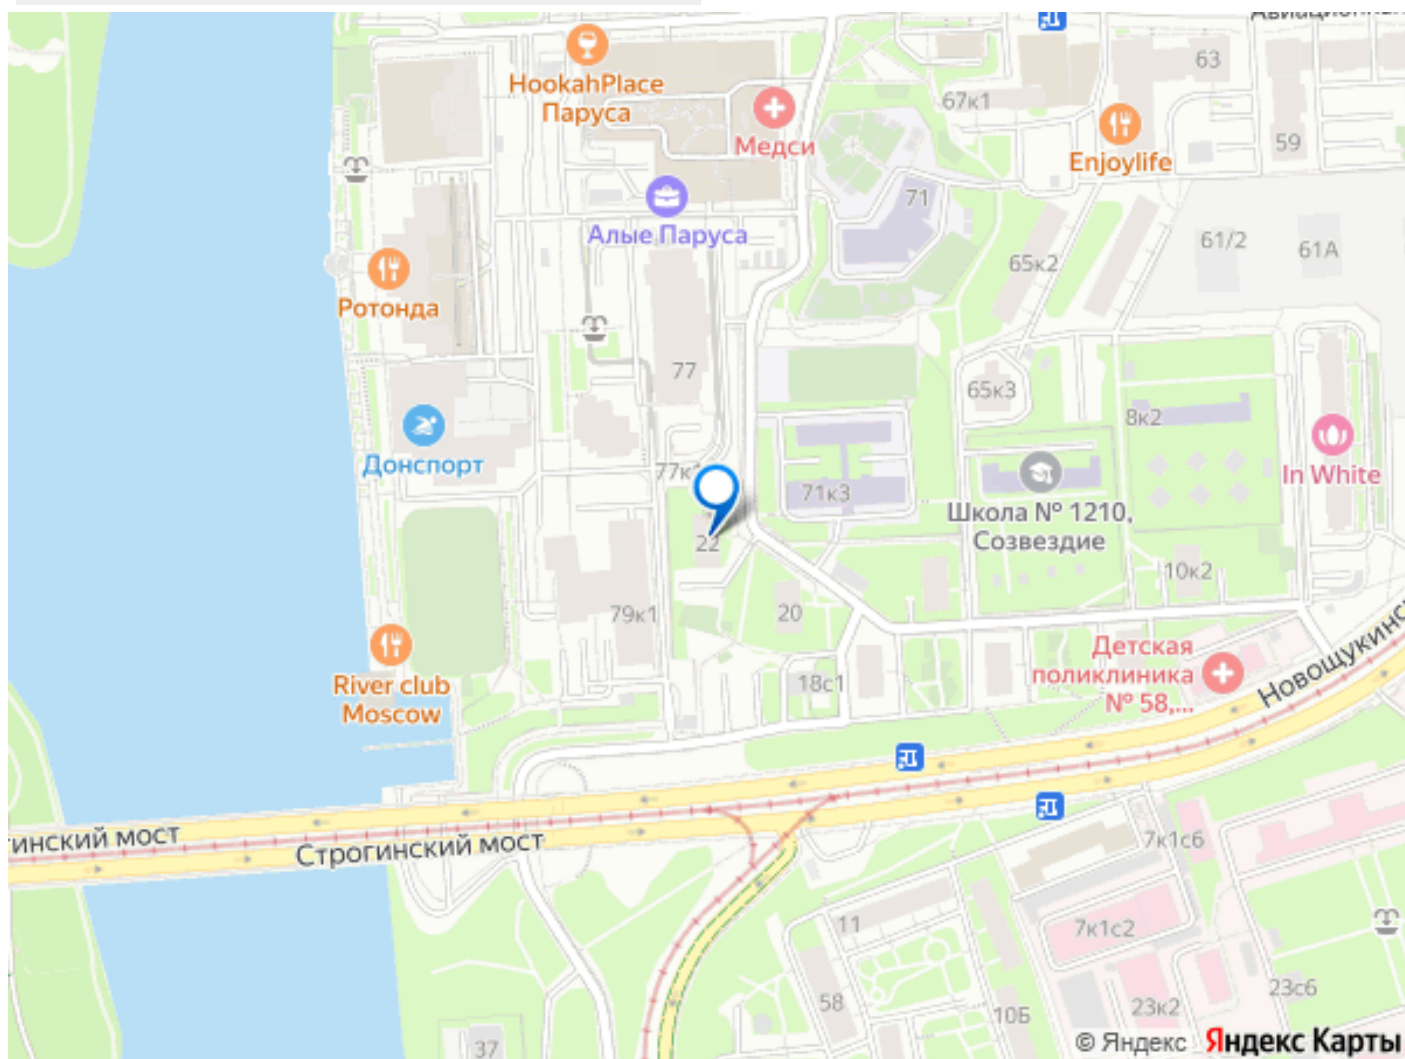 HookahPlace
Паруса
Медси
67к1
63
Enjoylife
59
Алые Паруса
71
61/2
61А
65к2
Ротонда
77
65к3
8к2
Донспорт
77к
71к3
In White
Школа № 1210,
Созвездие
22
10к2
20
79к1
18с1
Детская
поликлиника
№ 58,...
River club
Moscow
Новощукинс
гинский мост
Строгинский мост
7к1с6
11
7к1с2
58
10Б
23к2
23с6
37
© Яндекс Яндекс Карты